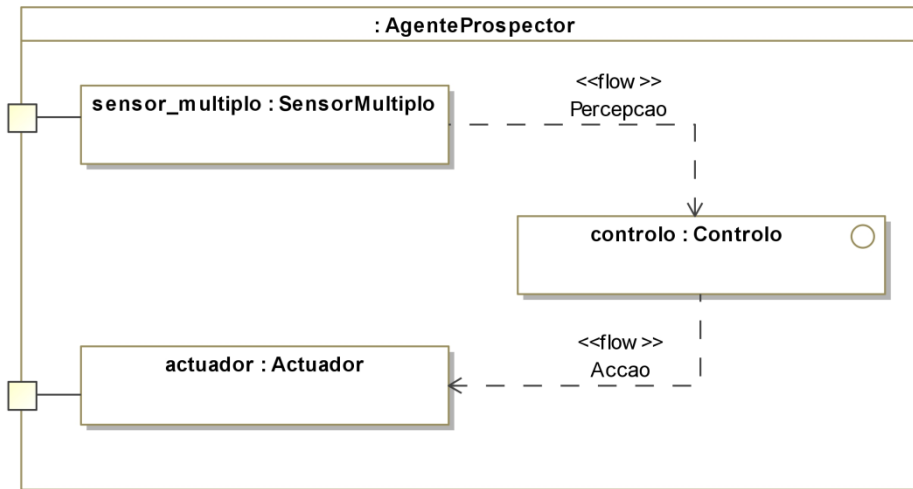 : AgenteProspector
sensor_multiplo : SensorMultiplo
<<flow >>
Percepcao
controlo : Controlo
<<flow >>
Accao
actuador : Actuador